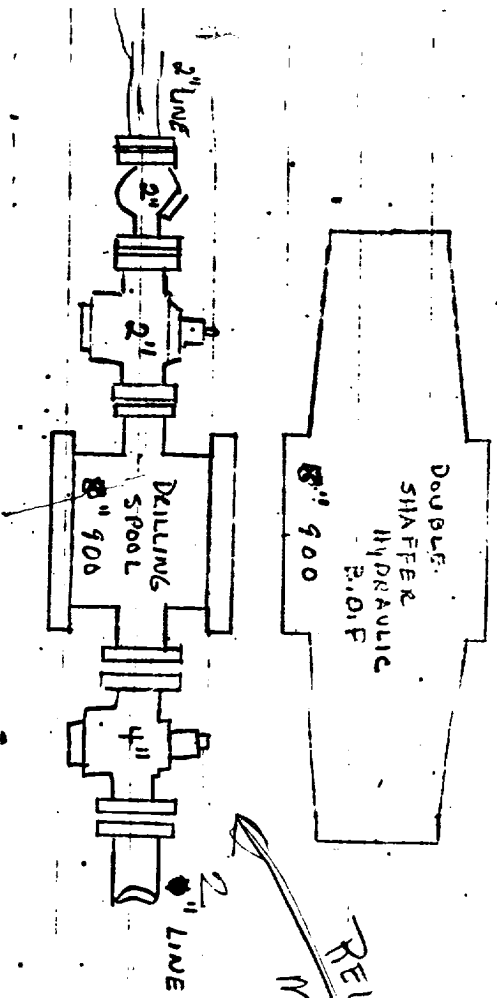 DOUBLE
SHAFFER
HYDRAULIC
B.O.P
8" 900
2" LINE
2"
2"
DRILLING
SPOOL
8" 900
4"
2" LINE